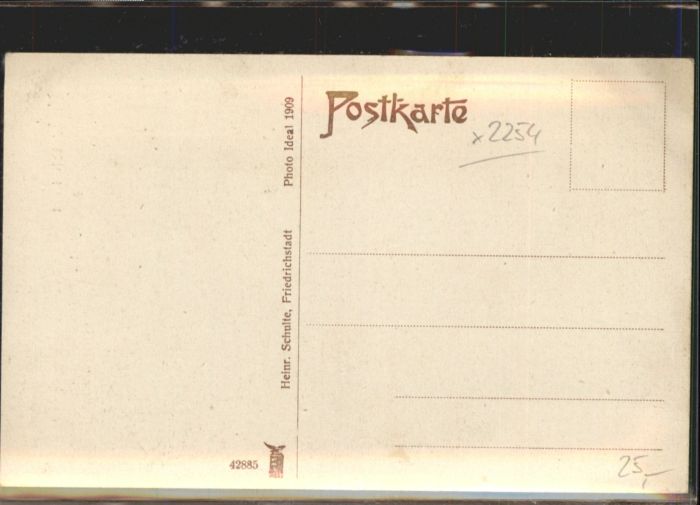 Postkarte
x2254
Photo Ideal 1909
Heinr. Schulte, Friedrichstadt
42885
25,-